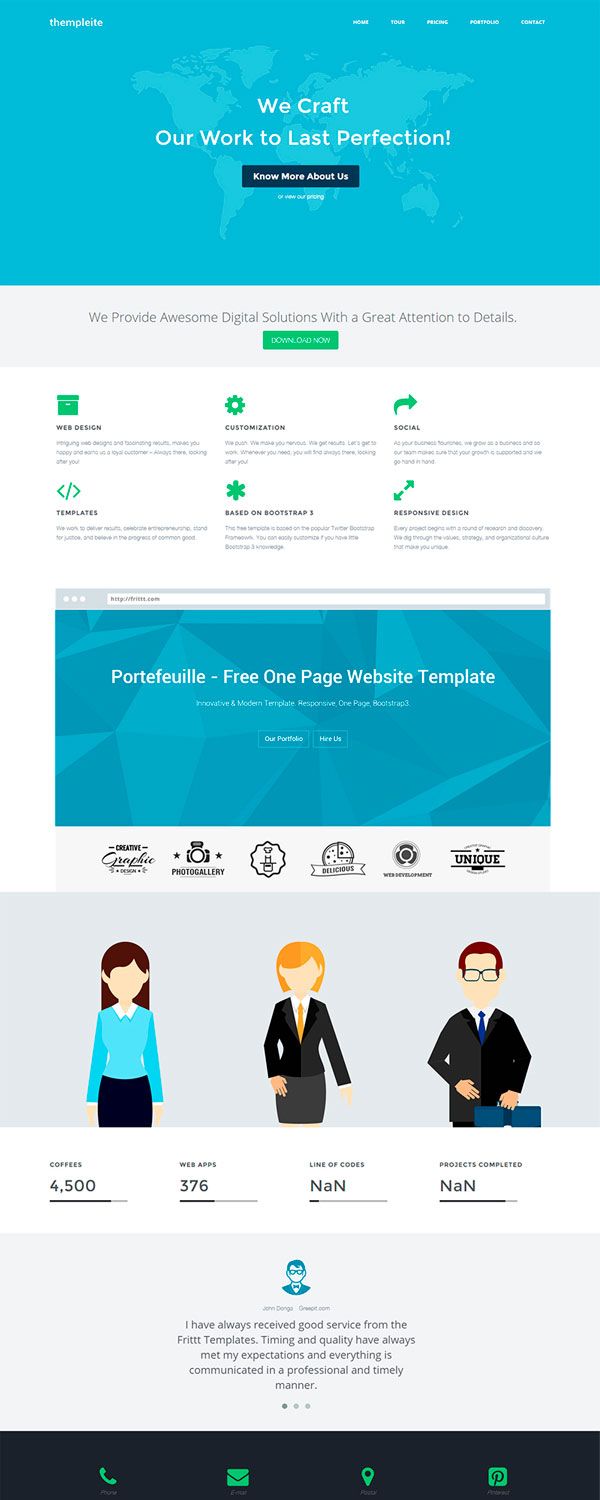 thempleite
HOME TOUR PRICING PORTFOLIO CONTACT
We Craft
Our Work to Last Perfection!
Know More About Us
or view our pricing
We Provide Awesome Digital Solutions With a Great Attention to Details.
DOWNLOAD NOW
WEB DESIGN
Intriguing web designs and fascinating results, makes you
happy and earns us a loyal customer – Always there, looking
after you!
CUSTOMIZATION
We push. We make you nervous. We get results. Let's get to
work. Whenever you need, you will find always there, looking
after you!
SOCIAL
As your business flourishes, we grow as a business and so
our team makes sure that your growth is supported and we
go hand in hand.
TEMPLATES
We work to deliver results, celebrate entrepreneurship, stand
for justice, and believe in the progress of common good.
BASED ON BOOTSTRAP 3
This free template is based on the popular Twitter Bootstrap
Framework. You can easily customize if you have little
Bootstrap 3 knowledge.
RESPONSIVE DESIGN
Every project begins with a round of research and discovery.
We dig through the values, strategy, and organizational culture
that make you unique.
http://frittt.com
Portefeuille - Free One Page Website Template
Innovative & Modern Template. Responsive, One Page, Bootstrap3.
Our Portfolio Hire Us
CREATIVE
Graphic
DESIGN
PHOTOGALLERY
DELICIOUS
WEB DEVELOPMENT
UNIQUE
COFFEES
4,500
WEB APPS
376
LINE OF CODES
NaN
PROJECTS COMPLETED
NaN
John Donga Greepit.com
I have always received good service from the
Frittt Templates. Timing and quality have always
met my expectations and everything is
communicated in a professional and timely
manner.
Phone
E-mail
Postal
Pinterest